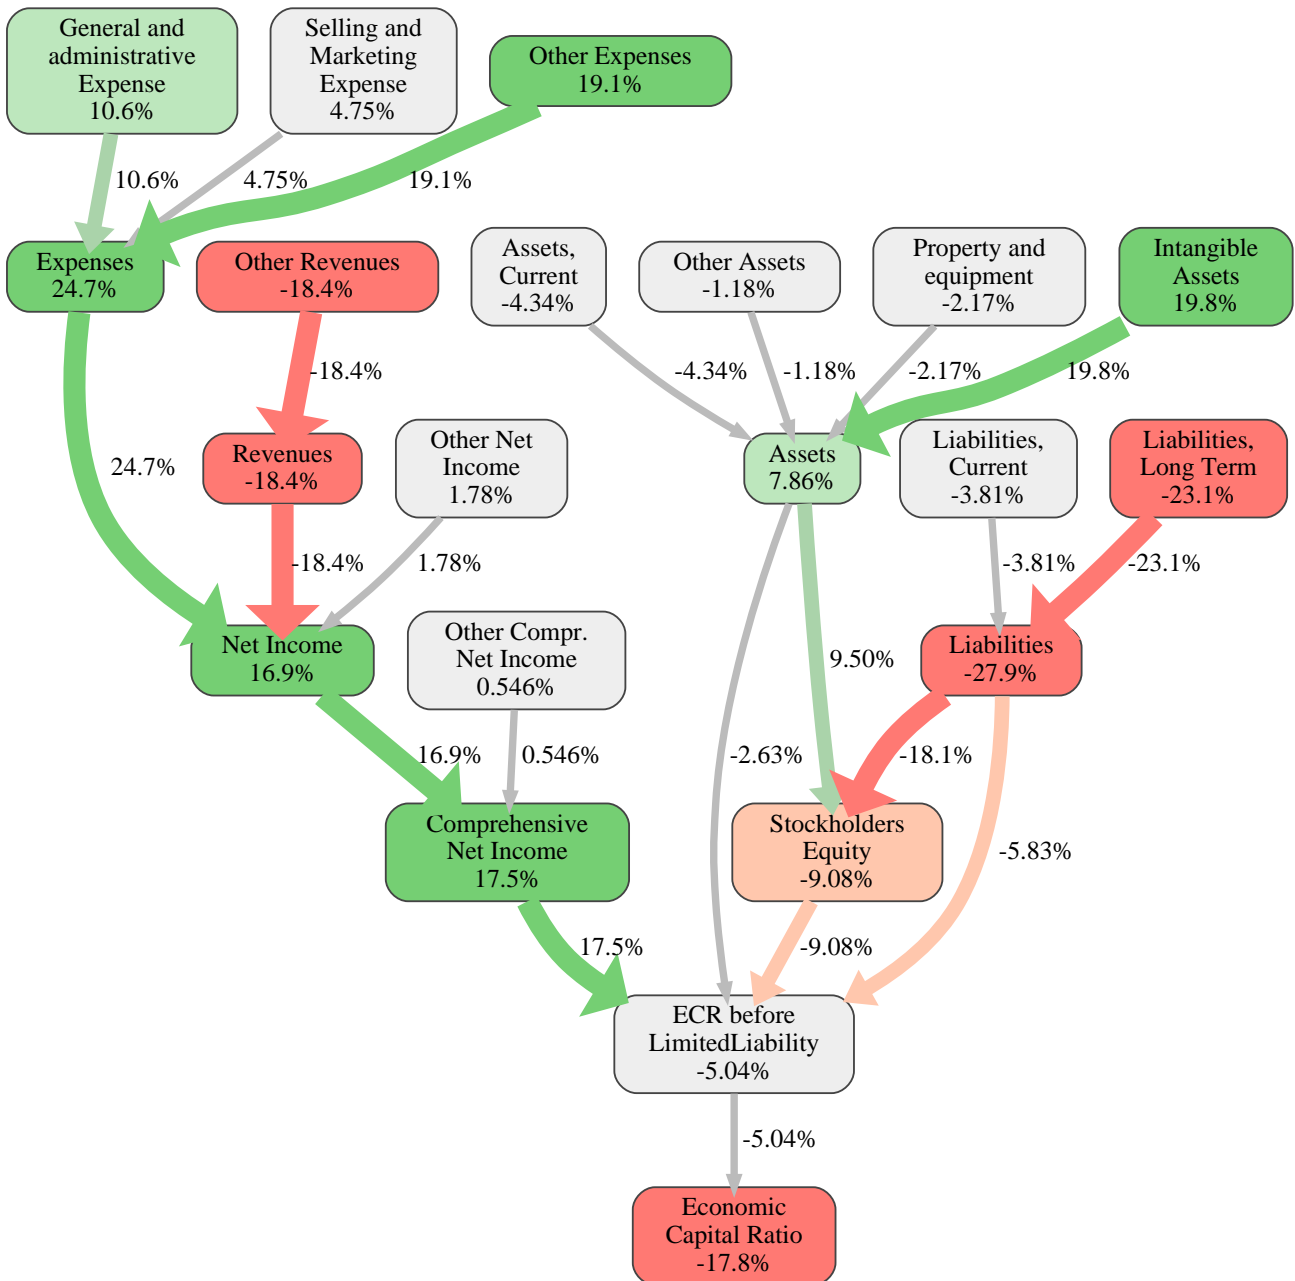 General and
administrative
Expense
10.6%
Selling and
Marketing
Expense
4.75%
Other Expenses
19.1%
10.6%
4.75%
19.1%
Expenses
24.7%
Other Revenues
-18.4%
Assets,
Current
-4.34%
Other Assets
-1.18%
Property and
equipment
-2.17%
Intangible
Assets
19.8%
-18.4%
-4.34%
-1.18%
-2.17%
19.8%
24.7%
Revenues
-18.4%
Other Net
Income
1.78%
Assets
7.86%
Liabilities,
Current
-3.81%
Liabilities,
Long Term
-23.1%
-18.4%
1.78%
-3.81%
-23.1%
Net Income
16.9%
Other Compr.
Net Income
0.546%
9.50%
Liabilities
-27.9%
16.9%
0.546%
-2.63%
-18.1%
Comprehensive
Net Income
17.5%
Stockholders
Equity
-9.08%
-5.83%
17.5%
-9.08%
ECR before
LimitedLiability
-5.04%
-5.04%
Economic
Capital Ratio
-17.8%